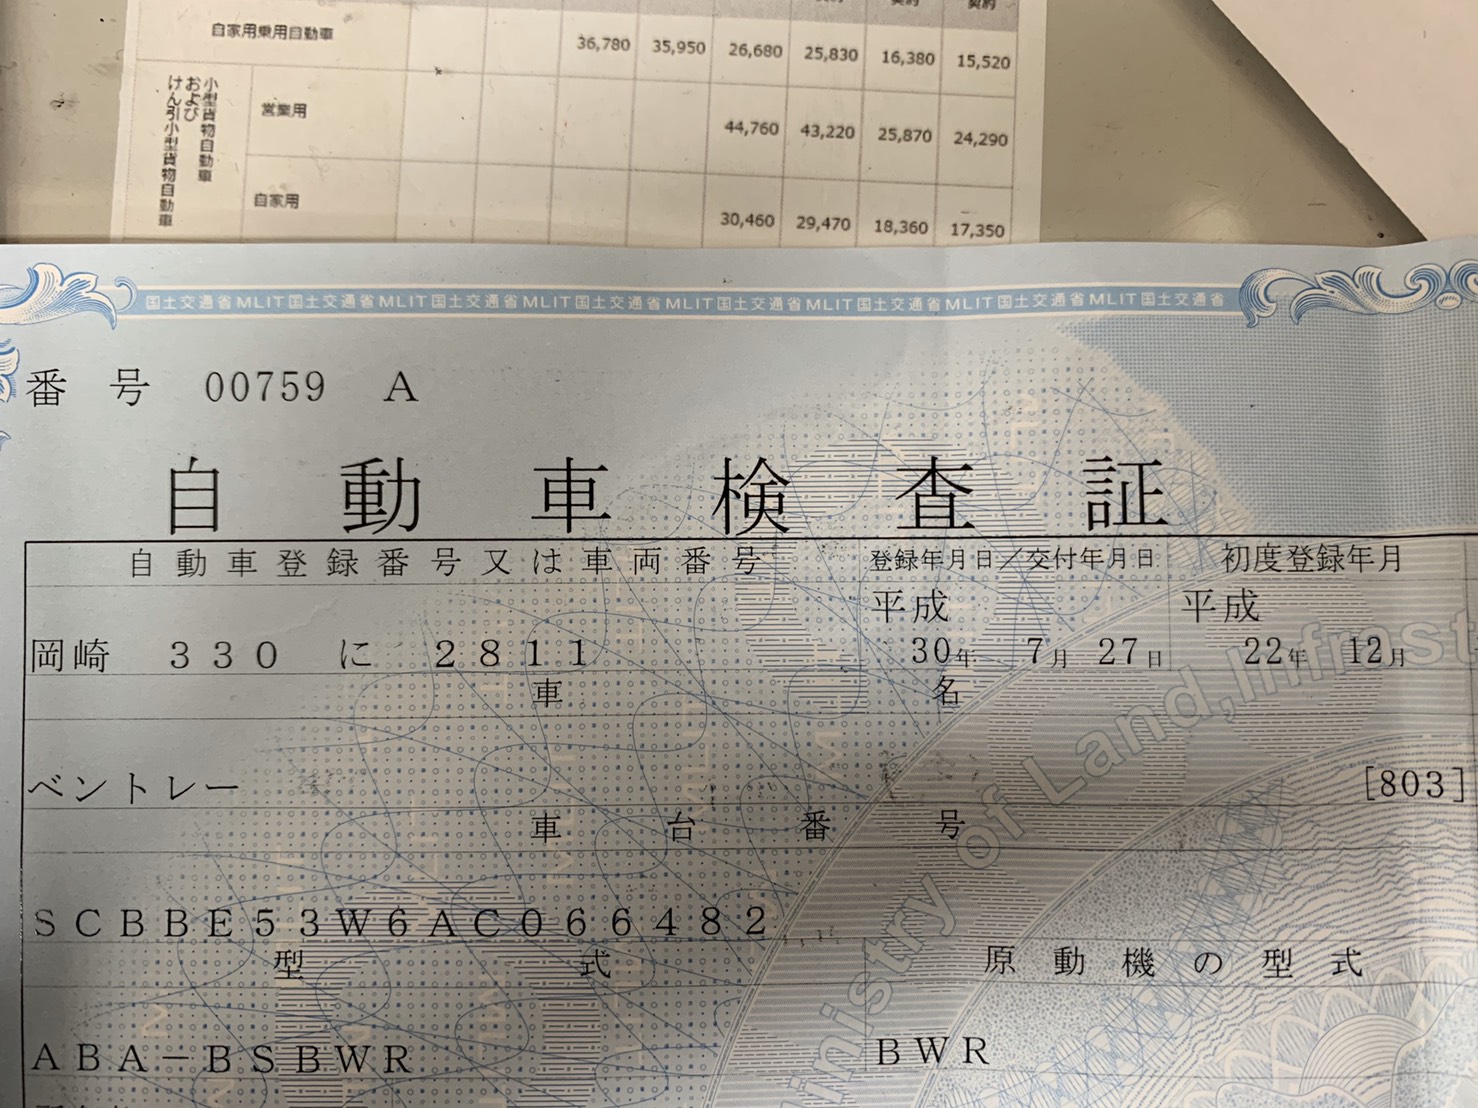 自家用乗用自動車 36,780 35,950 26,680 25,830 16,380 15,520
小型貨物自動車
および
けん引小型貨物自動車
営業用 44,760 43,220 25,870 24,290
自家用 30,460 29,470 18,360 17,350
国土交通省MLIT国土交通省MLIT国土交通省MLIT国土交通省MLIT国土交通省MLIT国土交通省MLIT国土交通省MLIT国土交通省
番号 00759 A
自動車検査証
自動車登録番号又は車両番号 登録年月日/交付年月日 初度登録年月
平成 平成
岡崎 330 に 2811 30年 7月 27日 22年 12月
車名
ベントレー [803]
車台番号
SCBBE53W6AC066482
型式 原動機の型式
ABA-BSBWR BWR
Ministry of Land,Infrast